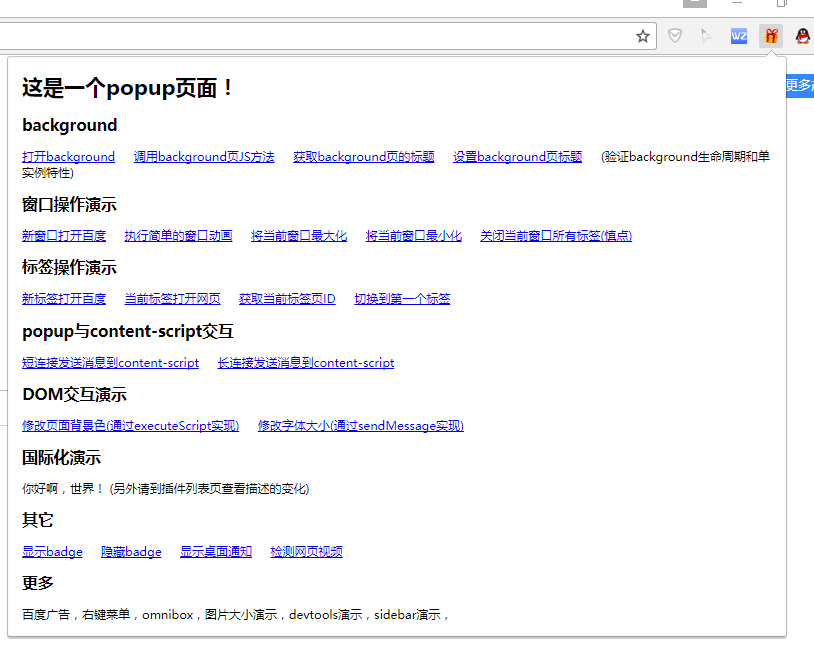 W2
更多
这是一个popup页面！
background
打开background 调用background页JS方法 获取background页的标题 设置background页标题 (验证background生命周期和单
实例特性)
窗口操作演示
新窗口打开百度 执行简单的窗口动画 将当前窗口最大化 将当前窗口最小化 关闭当前窗口所有标签(慎点)
标签操作演示
新标签打开百度 当前标签打开网页 获取当前标签页ID 切换到第一个标签
popup与content-script交互
短连接发送消息到content-script 长连接发送消息到content-script
DOM交互演示
修改页面背景色(通过executeScript实现) 修改字体大小(通过sendMessage实现)
国际化演示
你好啊，世界！ (另外请到插件列表页查看描述的变化)
其它
显示badge 隐藏badge 显示桌面通知 检测网页视频
更多
百度广告，右键菜单，omnibox，图片大小演示，devtools演示，sidebar演示，